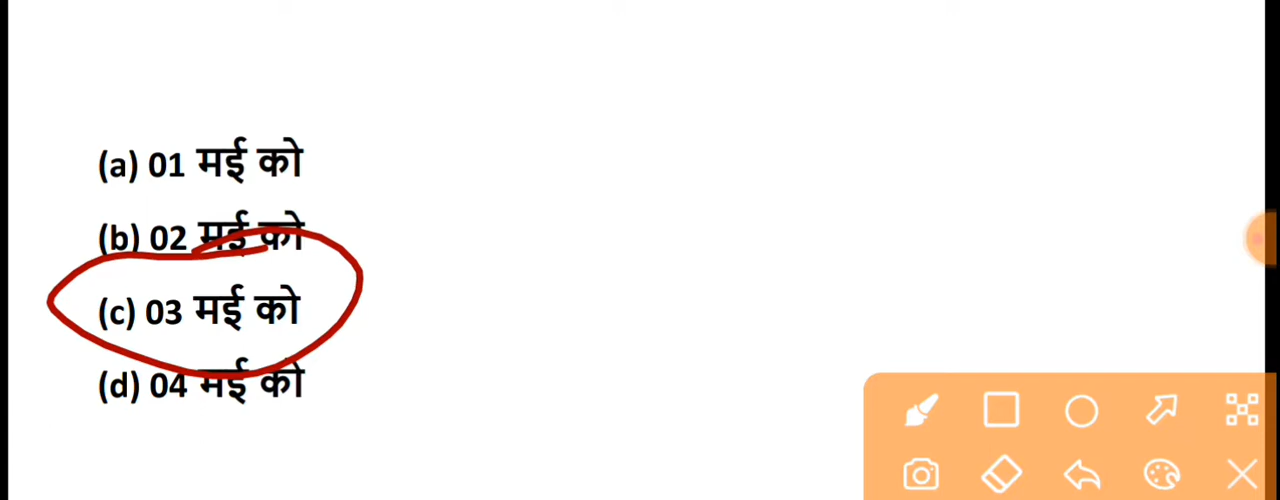 (a) 01 मई को
(b) 02 मई को
(c) 03 मई को
(d) 04 मई को